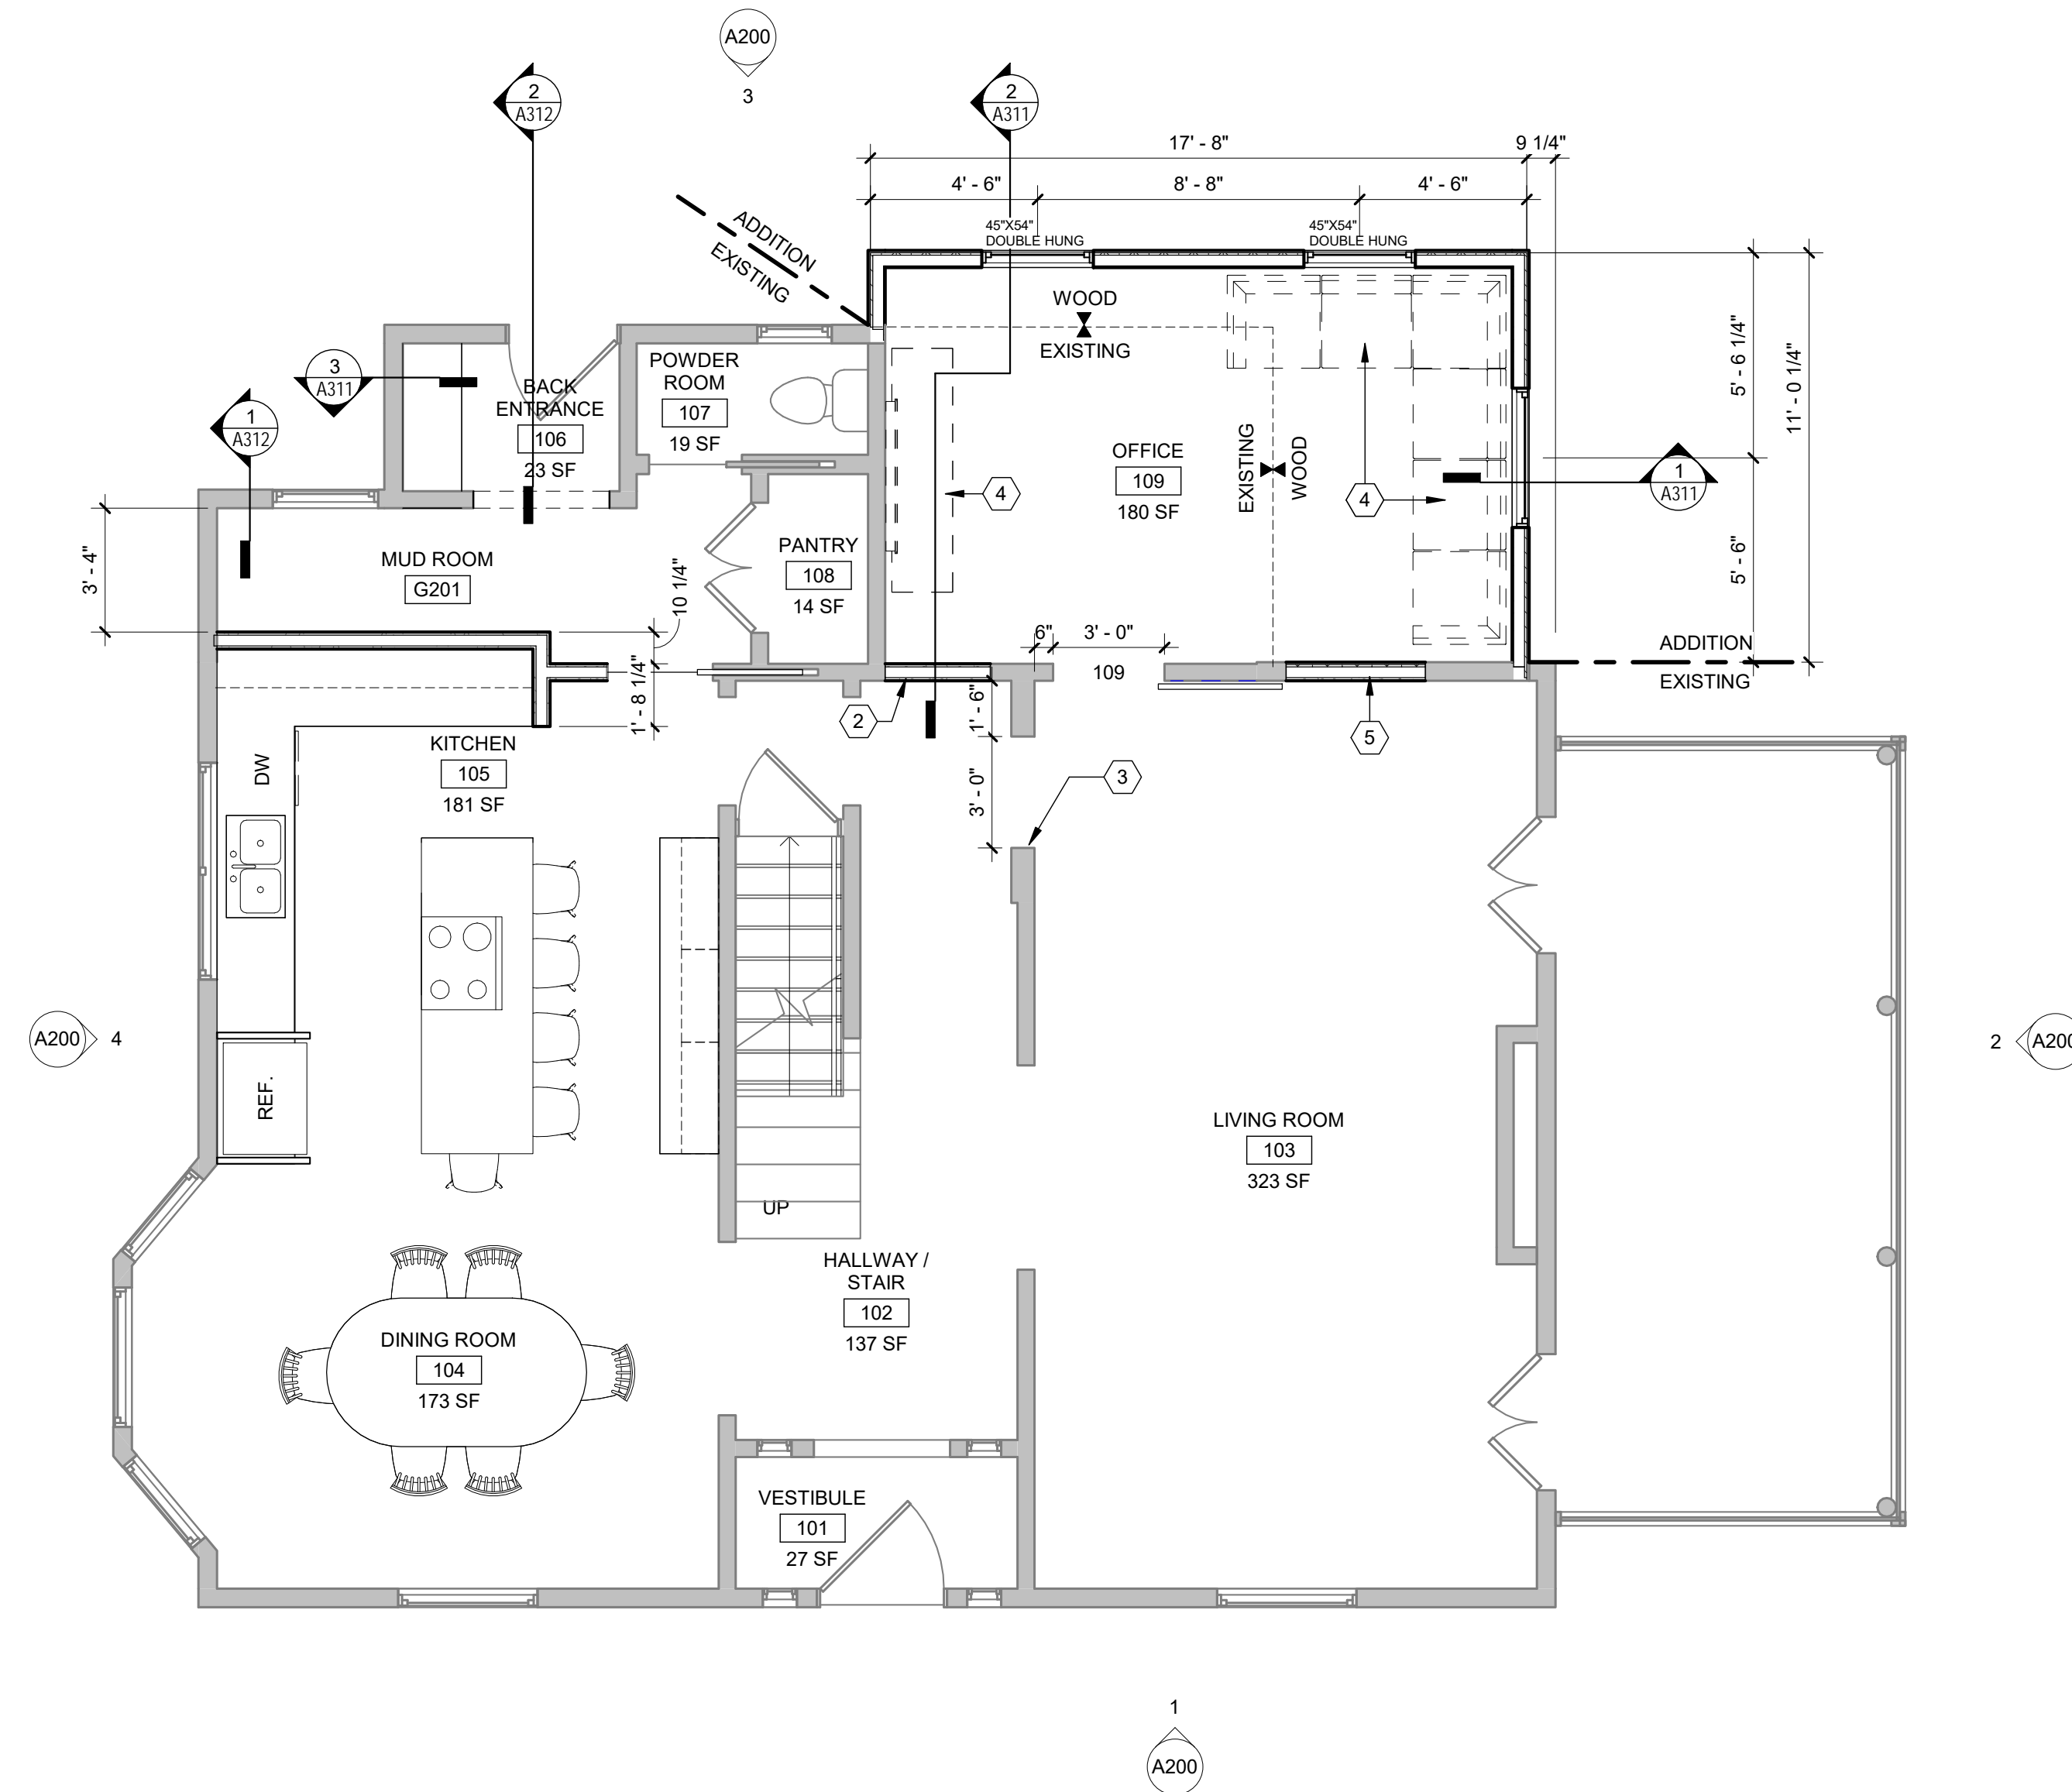 A200
3
2
A312
2
A311
17' - 8"
9 1/4"
4' - 6"
8' - 8"
4' - 6"
45"X54"
DOUBLE HUNG
45"X54"
DOUBLE HUNG
ADDITION
EXISTING
WOOD
EXISTING
5' - 6 1/4"
11' - 0 1/4"
3
A311
BACK
ENTRANCE
106
23 SF
POWDER
ROOM
107
19 SF
1
A312
OFFICE
109
180 SF
EXISTING
WOOD
4
4
1
A311
3' - 4"
MUD ROOM
G201
10 1/4"
PANTRY
108
14 SF
5' - 6"
6"
3' - 0"
109
ADDITION
EXISTING
1' - 8 1/4"
2
1' - 6"
5
KITCHEN
105
181 SF
DW
3' - 0"
3
A200
4
2
A200
REF.
LIVING ROOM
103
323 SF
UP
HALLWAY /
STAIR
102
137 SF
DINING ROOM
104
173 SF
VESTIBULE
101
27 SF
1
A200